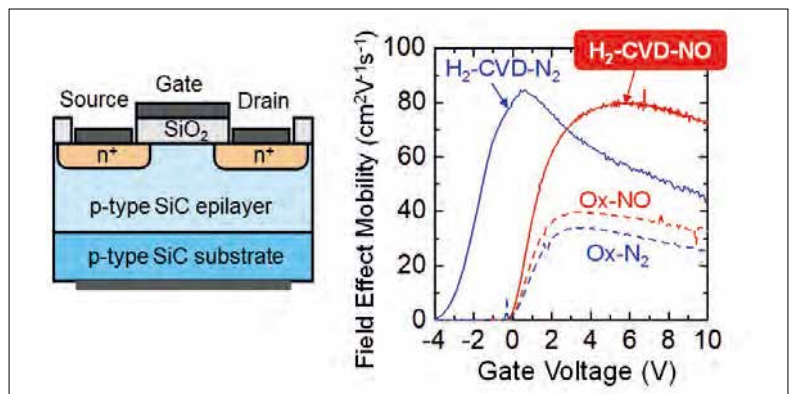 Gate
Source
Drain
SiO₂
n⁺
n⁺
p-type SiC epilayer
p-type SiC substrate
Field Effect Mobility (cm²V⁻¹s⁻¹)
100
80
60
40
20
0
H₂-CVD-N₂
H₂-CVD-NO
Ox-NO
Ox-N₂
-4 -2 0 2 4 6 8 10
Gate Voltage (V)